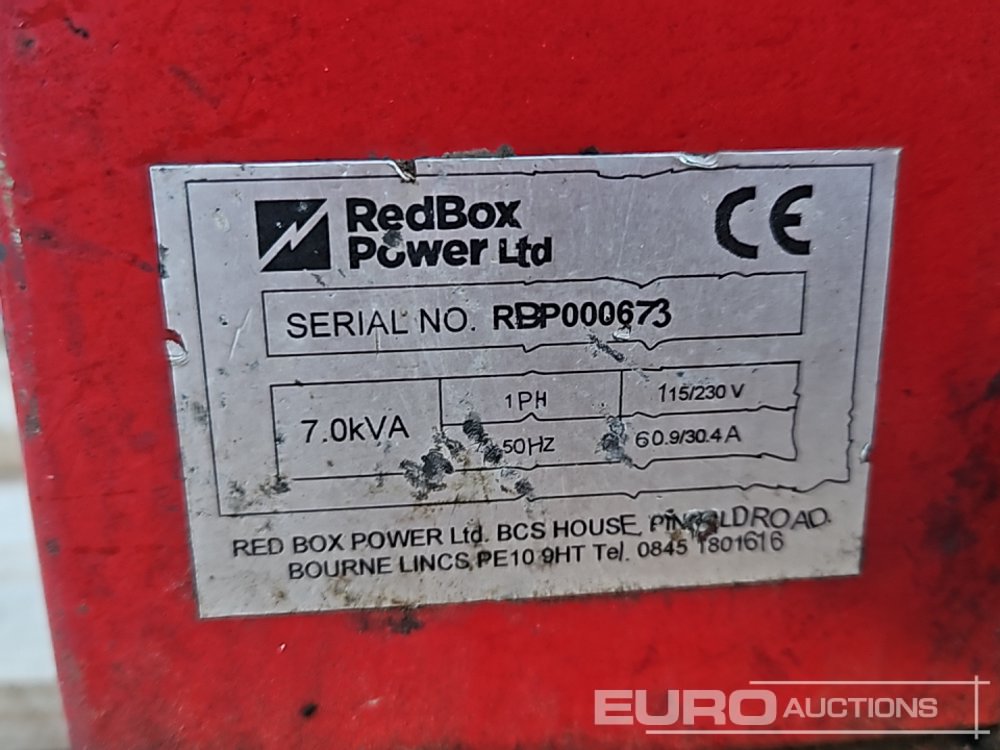 RedBox
Power Ltd
CE
SERIAL NO. RBP000673
7.0kVA
1PH
115/230 V
50Hz
60.9/30.4 A
RED BOX POWER Ltd. BCS HOUSE, ROAD.
BOURNE LINCS, PE10 9HT Tel. 0845 1801616
EURO AUCTIONS